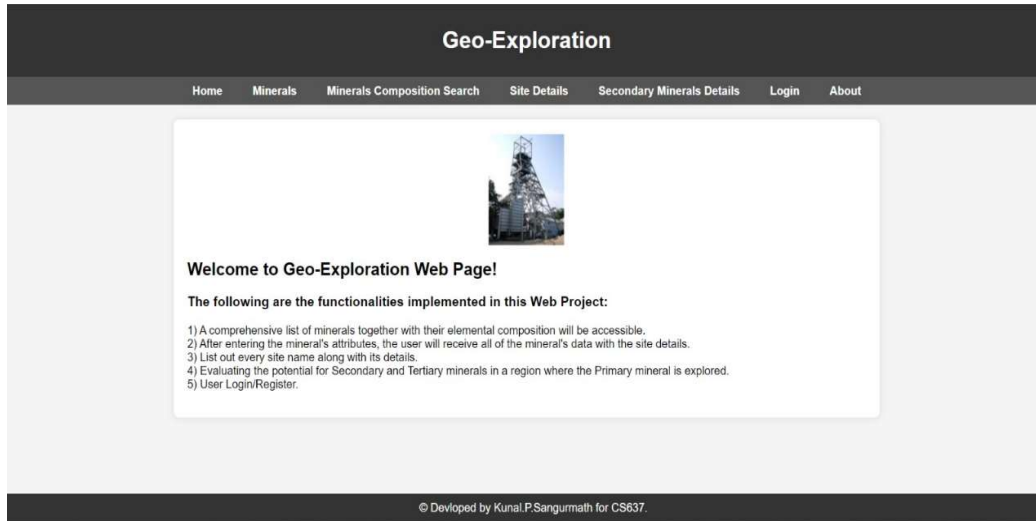 Geo-Exploration
Home Minerals Minerals Composition Search Site Details Secondary Minerals Details Login About
Welcome to Geo-Exploration Web Page!
The following are the functionalities implemented in this Web Project:
1) A comprehensive list of minerals together with their elemental composition will be accessible.
2) After entering the mineral's attributes, the user will receive all of the mineral's data with the site details.
3) List out every site name along with its details.
4) Evaluating the potential for Secondary and Tertiary minerals in a region where the Primary mineral is explored.
5) User Login/Register.
© Devloped by Kunal.P.Sangurmath for CS637.